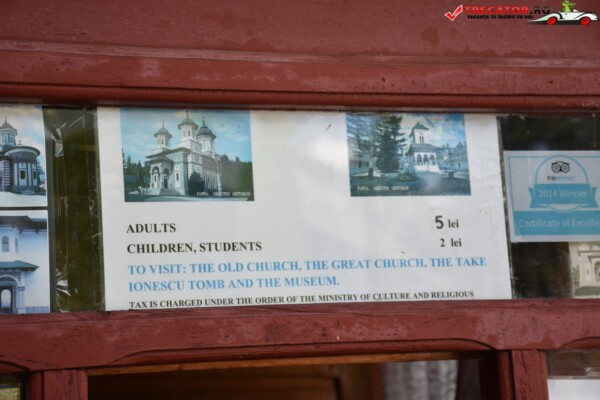 TRECATOR.RO
ADULTS 5 lei
CHILDREN, STUDENTS 2 lei
TO VISIT: THE OLD CHURCH, THE GREAT CHURCH, THE TAKE
IONESCU TOMB AND THE MUSEUM.
TAX IS CHARGED UNDER THE ORDER OF THE MINISTRY OF CULTURE AND RELIGIOUS
tripadvisor
2014 Winner
Certificate of Excellence